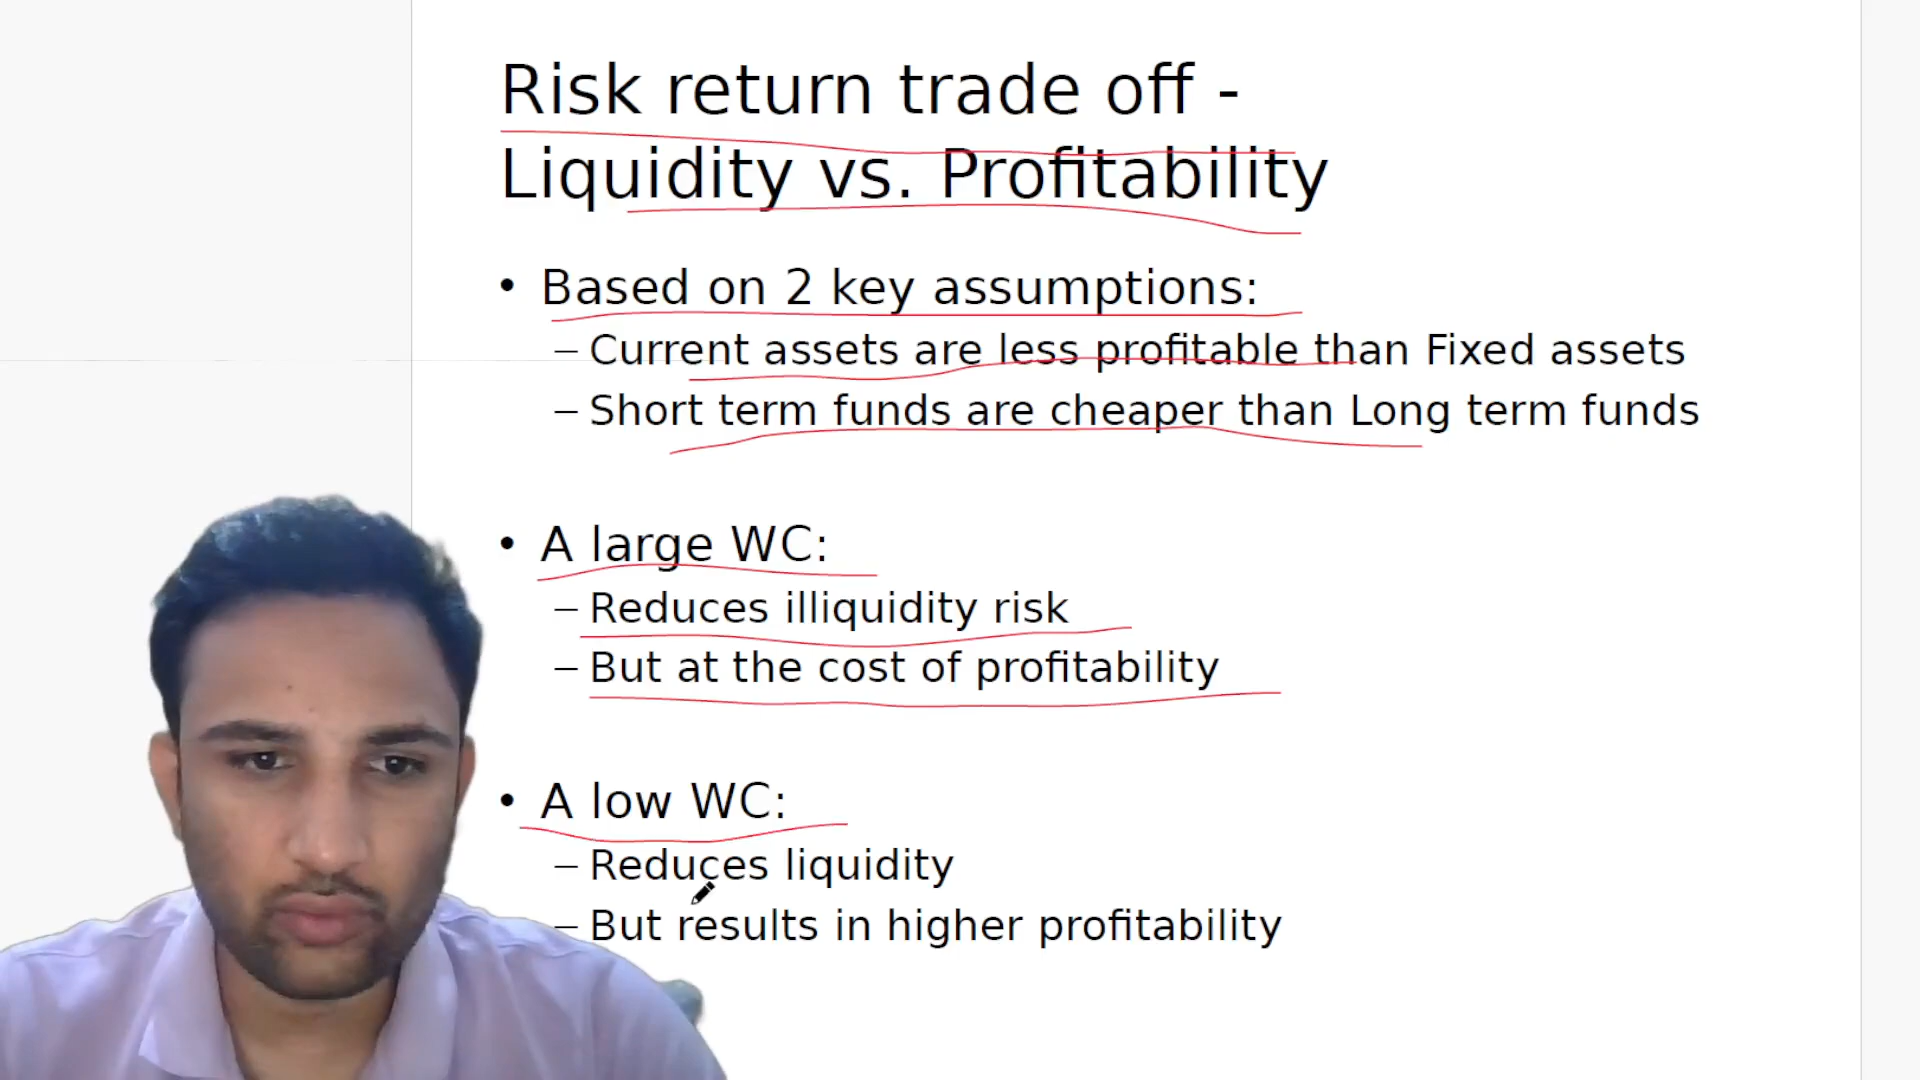 Risk return trade off -
Liquidity vs. Profitability
• Based on 2 key assumptions:
– Current assets are less profitable than Fixed assets
– Short term funds are cheaper than Long term funds
• A large WC:
– Reduces illiquidity risk
– But at the cost of profitability
• A low WC:
– Reduces liquidity
– But results in higher profitability